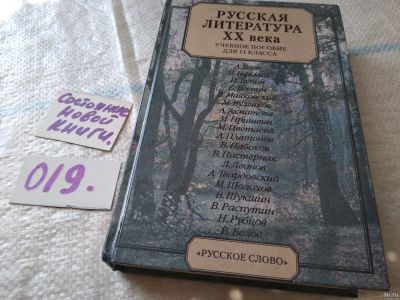 РУССКАЯ
ЛИТЕРАТУРА
XX века
УЧЕБНОЕ ПОСОБИЕ
ДЛЯ 11 КЛАССА
А. Блок
М. Горький
И. Бунин
С. Есенин
В. Маяковский
М. Булгаков
А. Ахматова
М. Пришвин
М. Цветаева
А. Платонов
В. Набоков
Б. Пастернак
Л. Леонов
А. Твардовский
М. Шолохов
В. Шукшин
В. Распутин
Н. Рубцов
В. Белов
«РУССКОЕ СЛОВО»
Состояние
новой
книги.
019.